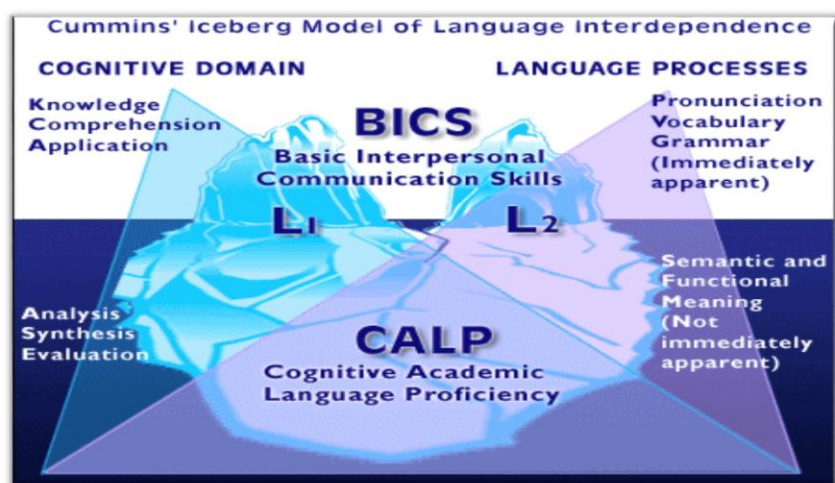 Cummins' Iceberg Model of Language Interdependence
COGNITIVE DOMAIN
LANGUAGE PROCESSES
Knowledge
Comprehension
Application
BICS
Basic Interpersonal
Communication Skills
Pronunciation
Vocabulary
Grammar
(Immediately
apparent)
L1
L2
Analysis
Synthesis
Evaluation
CALP
Cognitive Academic
Language Proficiency
Semantic and
Functional
Meaning
(Not
immediately
apparent)